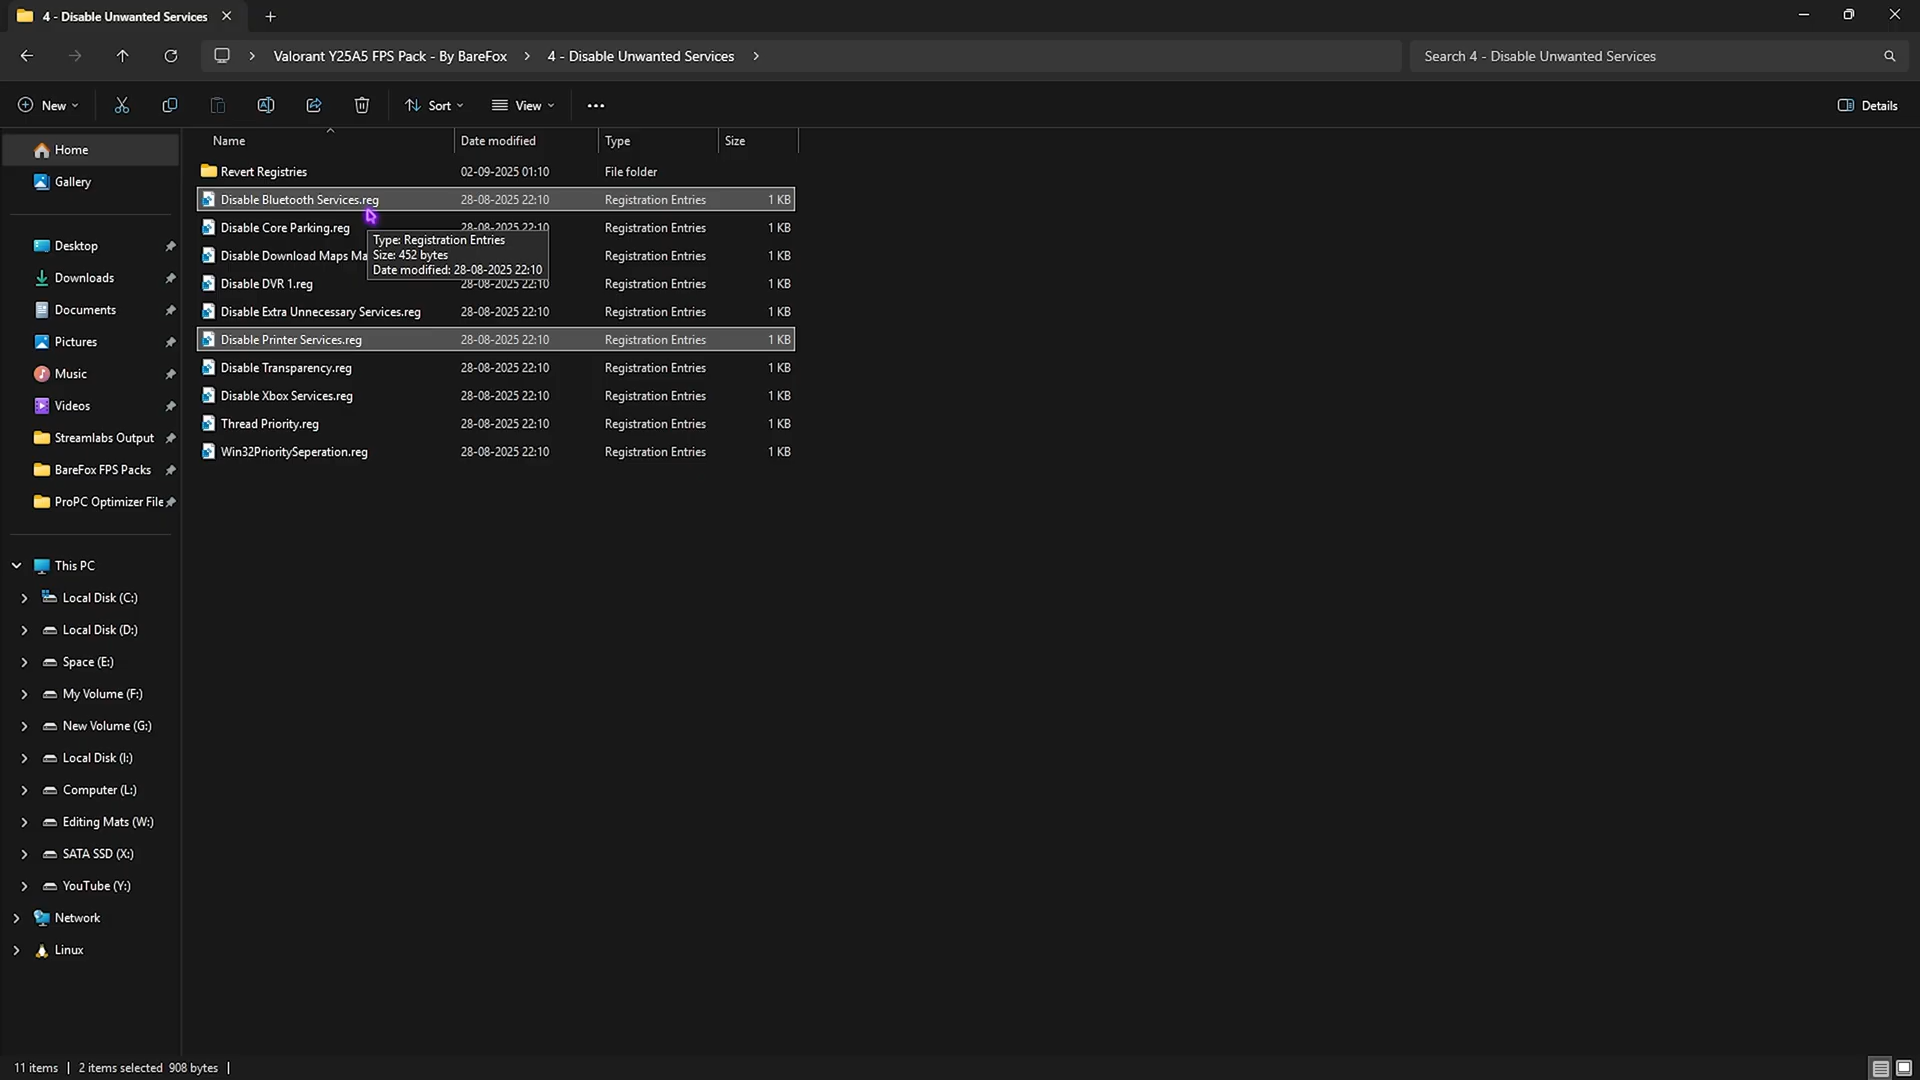 4 - Disable Unwanted Services
Valorant Y25A5 FPS Pack - By BareFox > 4 - Disable Unwanted Services >
Search 4 - Disable Unwanted Services
New
Sort
View
Details
Name
Date modified
Type
Size
Home
Gallery
Desktop
Downloads
Documents
Pictures
Music
Videos
Streamlabs Output
BareFox FPS Packs
ProPC Optimizer File
This PC
Local Disk (C:)
Local Disk (D:)
Space (E:)
My Volume (F:)
New Volume (G:)
Local Disk (I:)
Computer (L:)
Editing Mats (W:)
SATA SSD (X:)
YouTube (Y:)
Network
Linux
Revert Registries 02-09-2025 01:10 File folder
Disable Bluetooth Services.reg 28-08-2025 22:10 Registration Entries 1 KB
Disable Core Parking.reg 28-08-2025 22:10 Registration Entries 1 KB
Disable Download Maps Ma Registration Entries 1 KB
Type: Registration Entries
Size: 452 bytes
Date modified: 28-08-2025 22:10
Disable DVR 1.reg 28-08-2025 22:10 Registration Entries 1 KB
Disable Extra Unnecessary Services.reg 28-08-2025 22:10 Registration Entries 1 KB
Disable Printer Services.reg 28-08-2025 22:10 Registration Entries 1 KB
Disable Transparency.reg 28-08-2025 22:10 Registration Entries 1 KB
Disable Xbox Services.reg 28-08-2025 22:10 Registration Entries 1 KB
Thread Priority.reg 28-08-2025 22:10 Registration Entries 1 KB
Win32PrioritySeperation.reg 28-08-2025 22:10 Registration Entries 1 KB
11 items | 2 items selected 908 bytes |